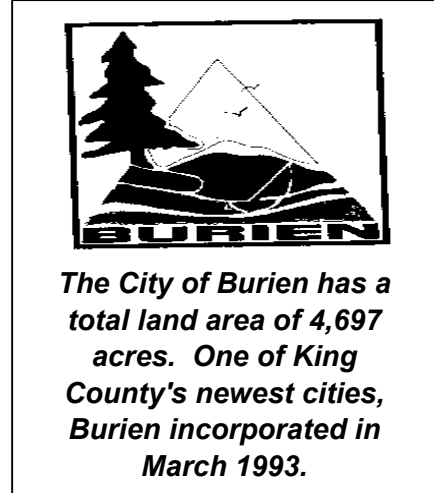 BURIEN
The City of Burien has a
total land area of 4,697
acres.  One of King
County's newest cities,
Burien incorporated in
March 1993.